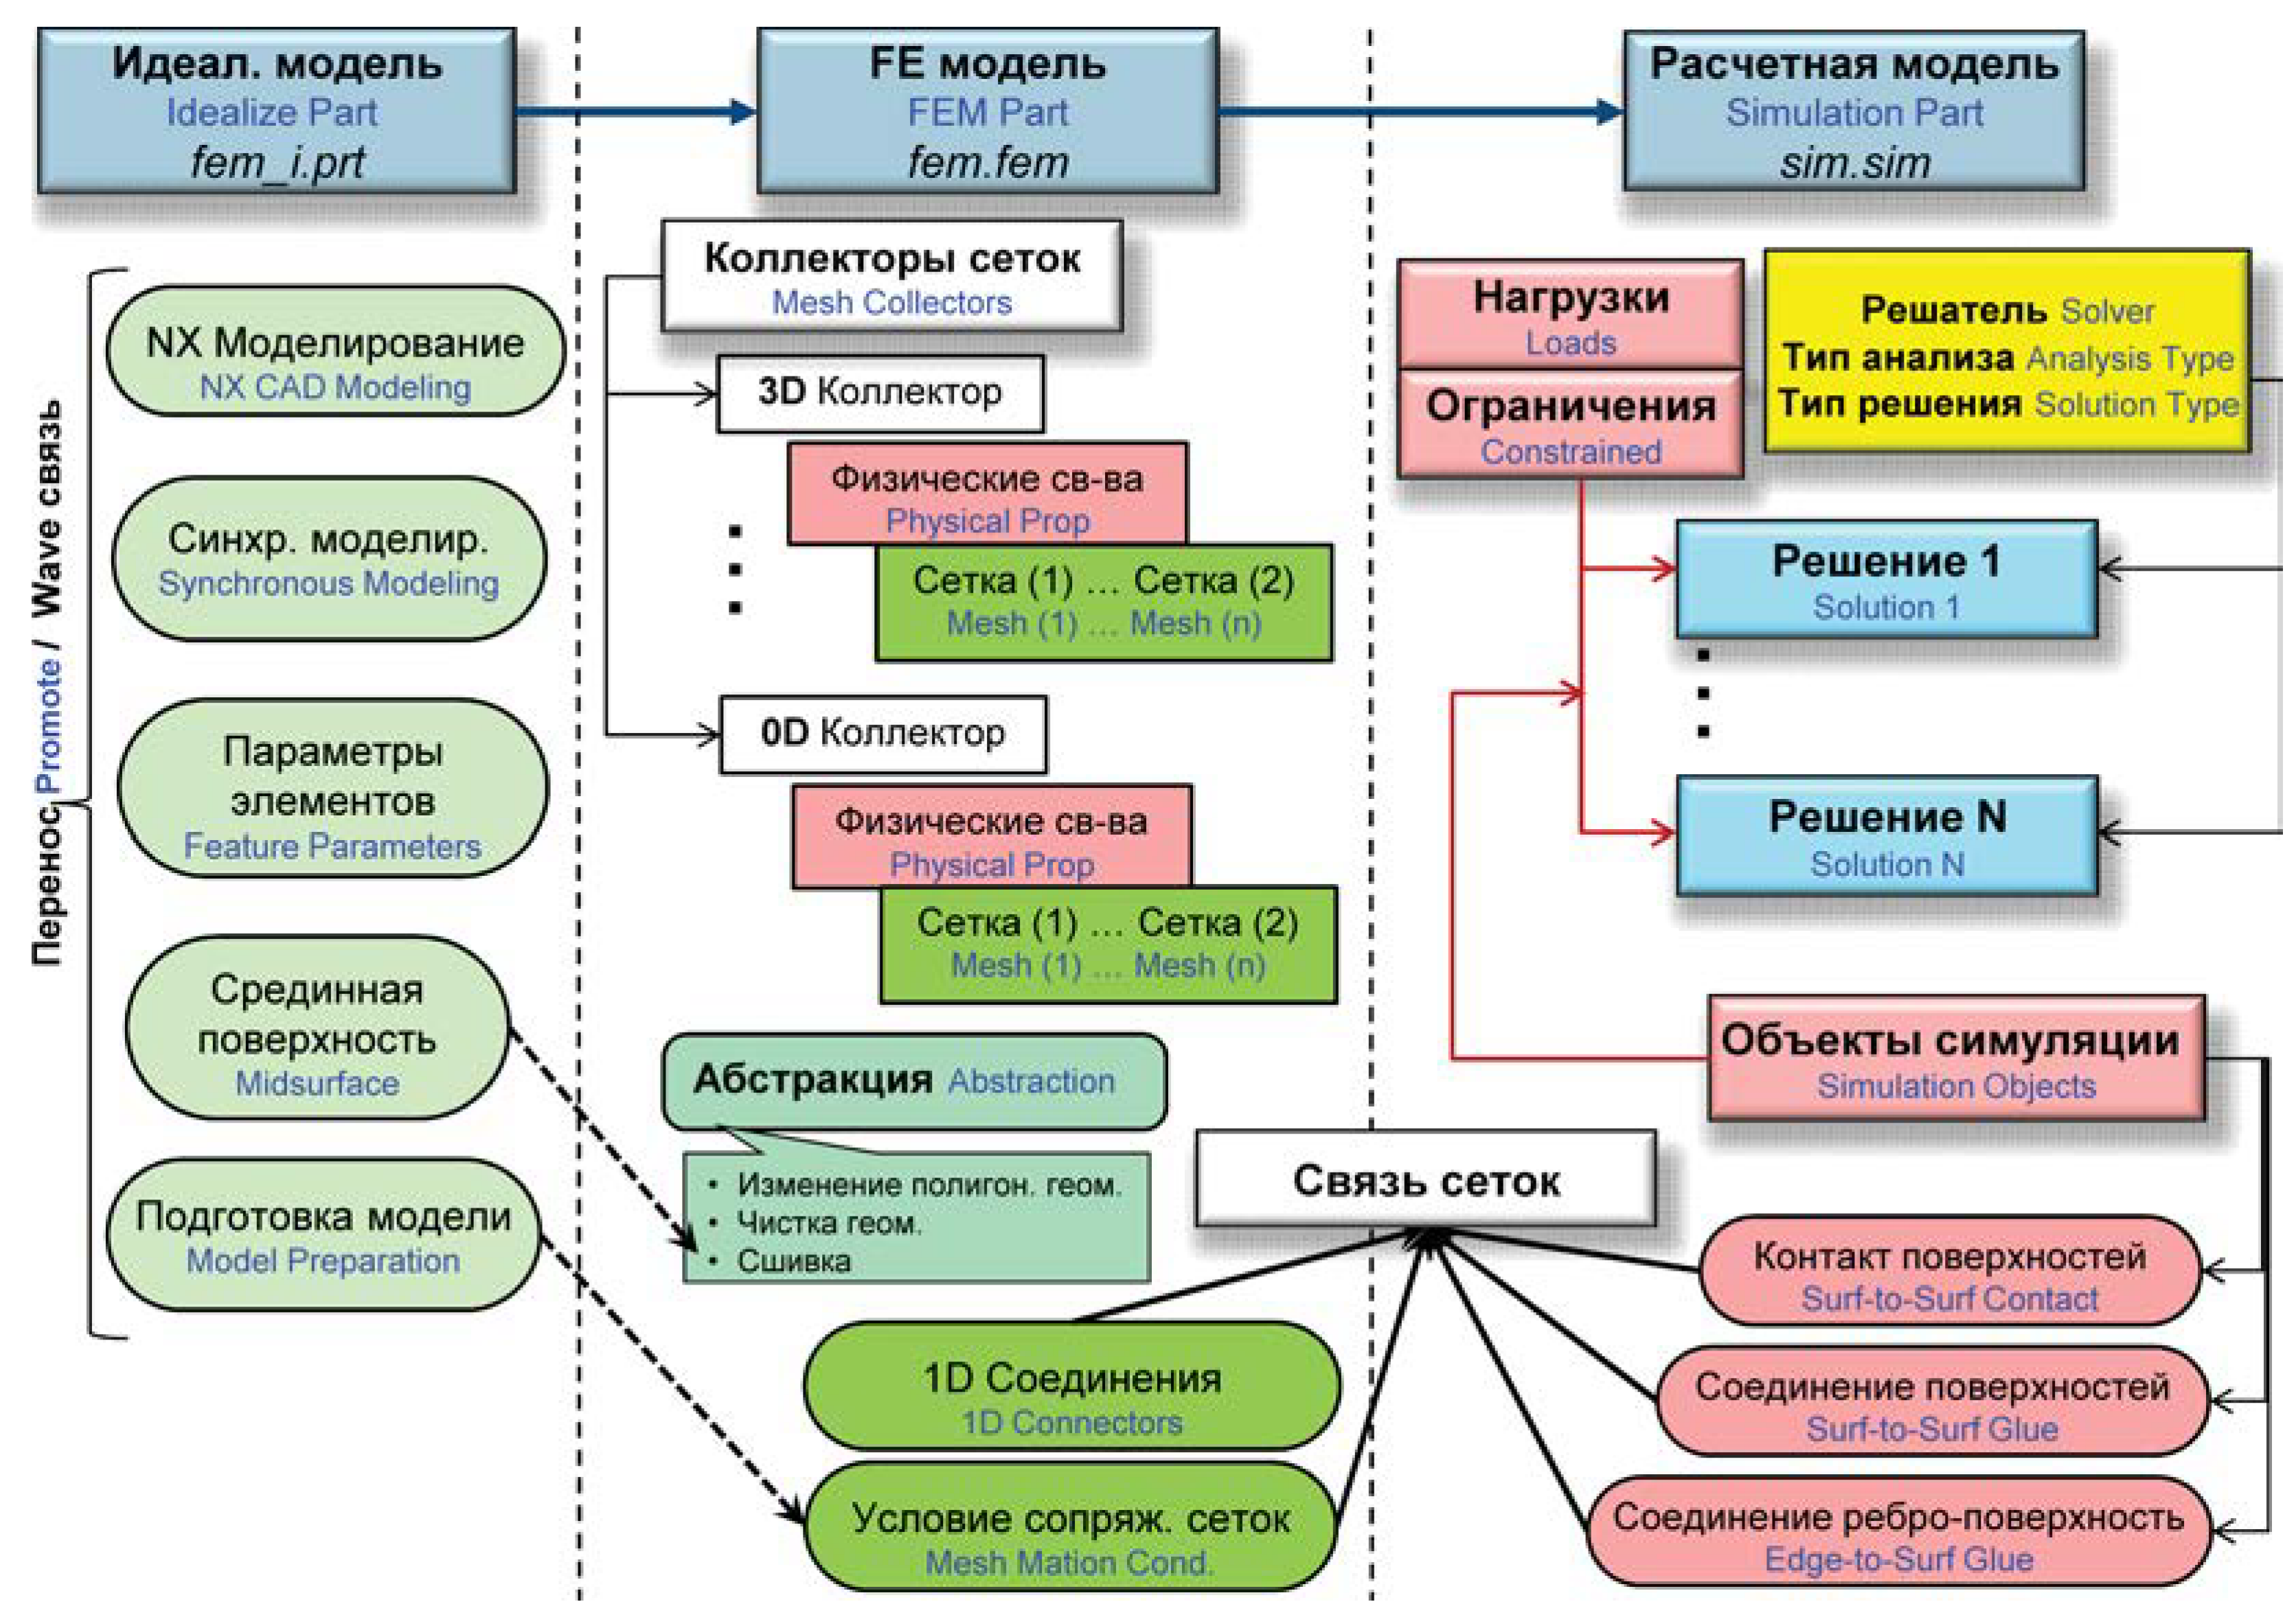 Идеал. модель
Idealize Part
fem_i.prt
FE модель
FEM Part
fem.fem
Расчетная модель
Simulation Part
sim.sim
Перенос Promote / Wave связь
NX Моделирование
NX CAD Modeling
Синхр. моделир.
Synchronous Modeling
Параметры
элементов
Feature Parameters
Срединная
поверхность
Midsurface
Подготовка модели
Model Preparation
Коллекторы сеток
Mesh Collectors
3D Коллектор
Физические св-ва
Physical Prop
Сетка (1) ... Сетка (2)
Mesh (1) ... Mesh (n)
0D Коллектор
Физические св-ва
Physical Prop
Сетка (1) ... Сетка (2)
Mesh (1) ... Mesh (n)
Абстракция Abstraction
• Изменение полигон. геом.
• Чистка геом.
• Сшивка
1D Соединения
1D Connectors
Условие сопряж. сеток
Mesh Mation Cond.
Связь сеток
Нагрузки
Loads
Ограничения
Constrained
Решатель Solver
Тип анализа Analysis Type
Тип решения Solution Type
Решение 1
Solution 1
Решение N
Solution N
Объекты симуляции
Simulation Objects
Контакт поверхностей
Surf-to-Surf Contact
Соединение поверхностей
Surf-to-Surf Glue
Соединение ребро-поверхность
Edge-to-Surf Glue